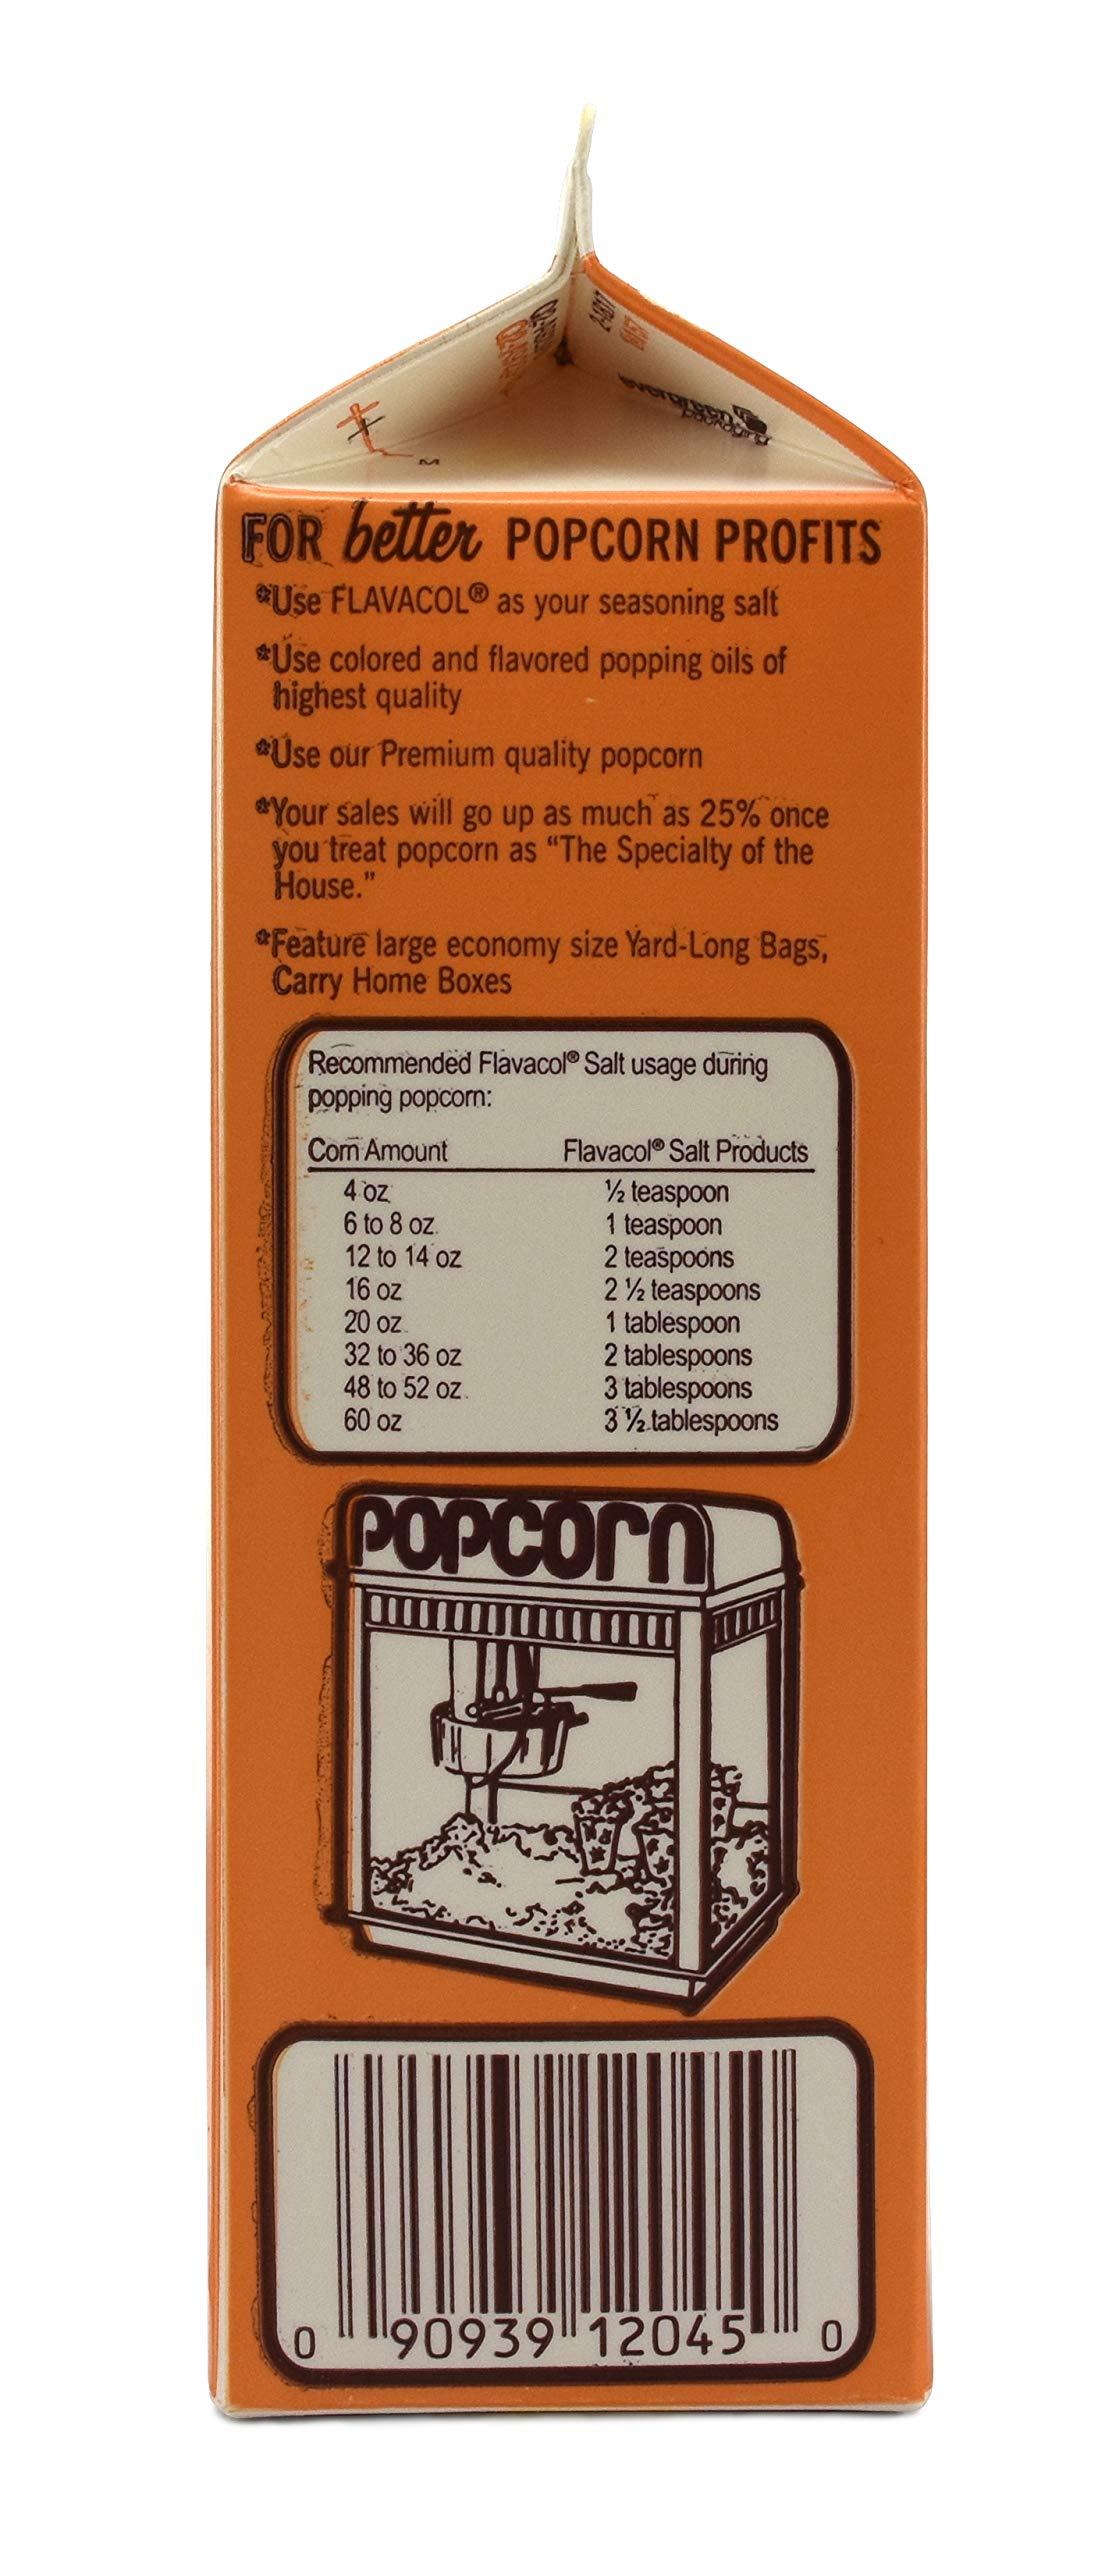 evergreen
packaging
M
FOR better POPCORN PROFITS
*Use FLAVACOL® as your seasoning salt
*Use colored and flavored popping oils of
highest quality
*Use our Premium quality popcorn
*Your sales will go up as much as 25% once
you treat popcorn as “The Specialty of the
House.”
*Feature large economy size Yard-Long Bags,
Carry Home Boxes
Recommended Flavacol® Salt usage during
popping popcorn:
Corn Amount Flavacol® Salt Products
4 oz ½ teaspoon
6 to 8 oz. 1 teaspoon
12 to 14 oz 2 teaspoons
16 oz 2 ½ teaspoons
20 oz 1 tablespoon
32 to 36 oz 2 tablespoons
48 to 52 oz. 3 tablespoons
60 oz 3 ½ tablespoons
POPCORN
0 90939 12045 0